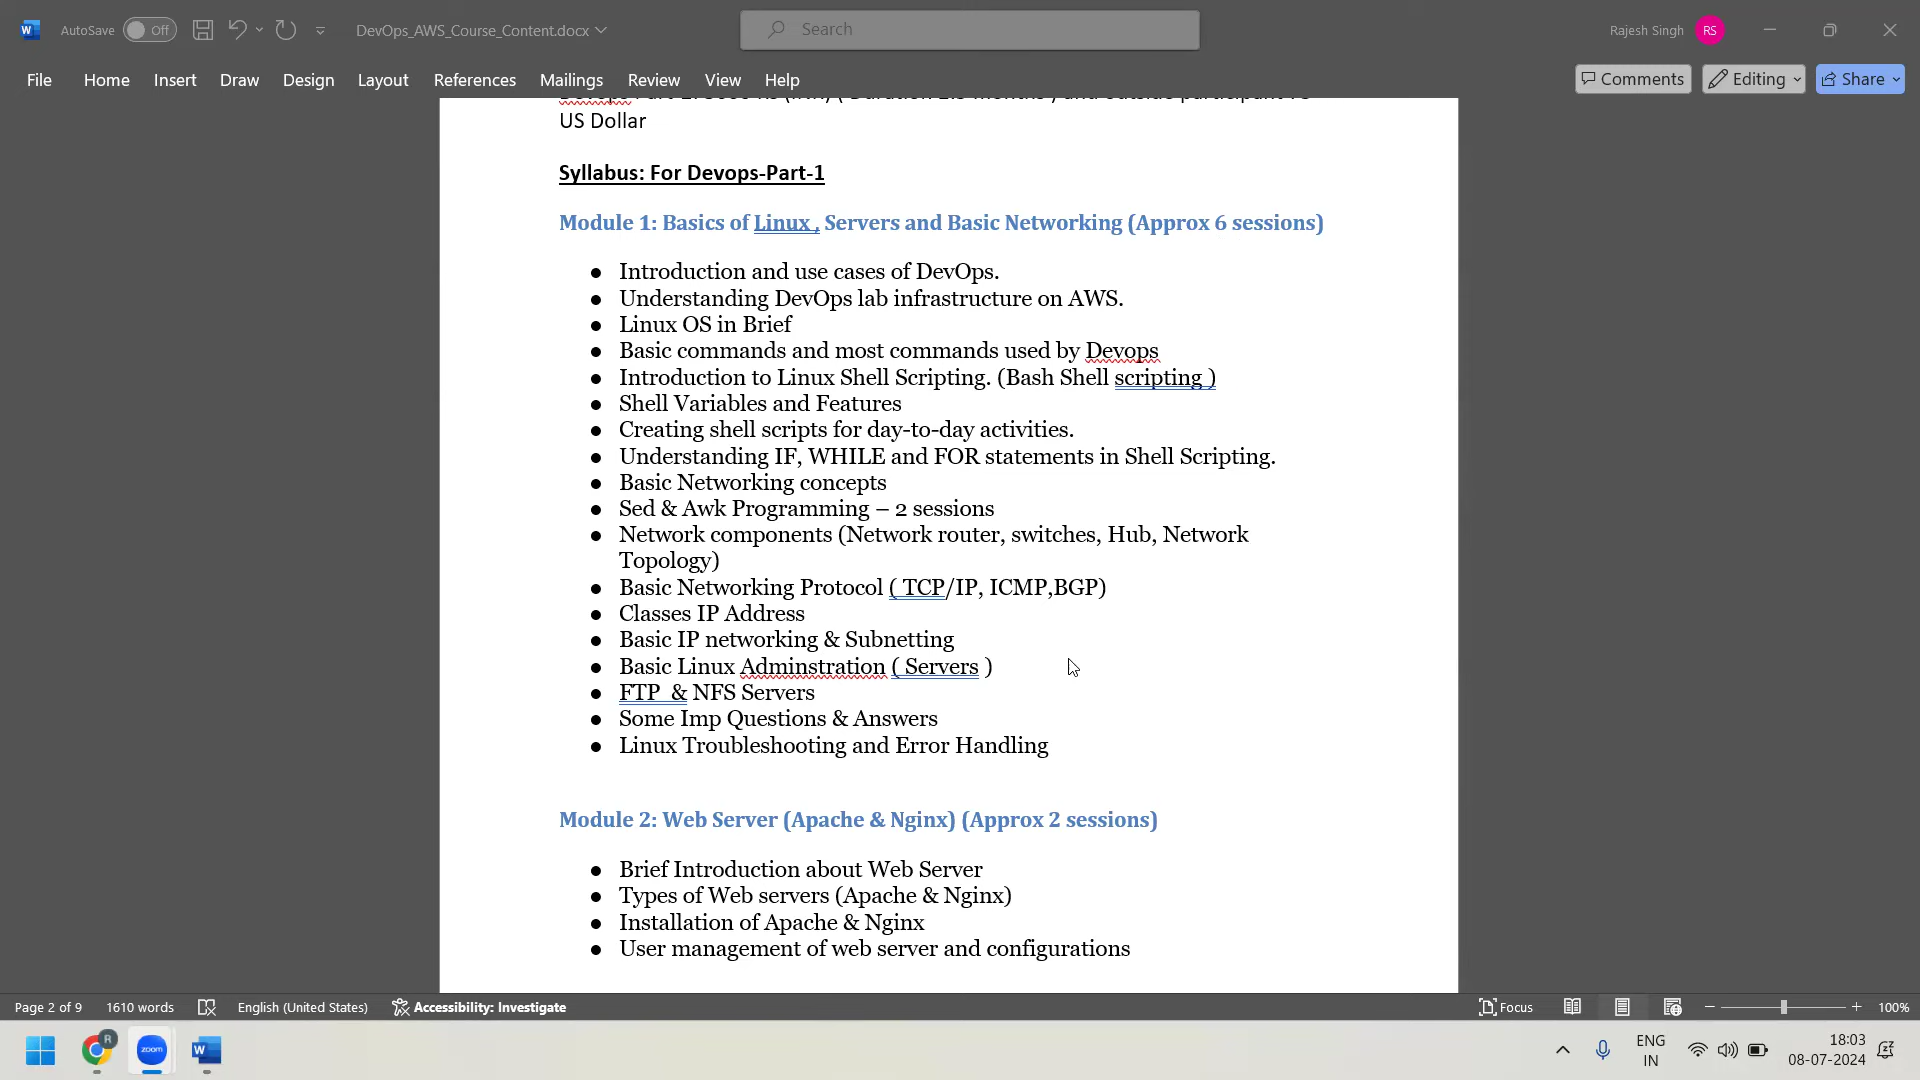 AutoSave Off DevOps_AWS_Course_Content.docx Search Rajesh Singh RS
File Home Insert Draw Design Layout References Mailings Review View Help Comments Editing Share
US Dollar
Syllabus: For Devops-Part-1
Module 1: Basics of Linux , Servers and Basic Networking (Approx 6 sessions)
● Introduction and use cases of DevOps.
● Understanding DevOps lab infrastructure on AWS.
● Linux OS in Brief
● Basic commands and most commands used by Devops
● Introduction to Linux Shell Scripting. (Bash Shell scripting )
● Shell Variables and Features
● Creating shell scripts for day-to-day activities.
● Understanding IF, WHILE and FOR statements in Shell Scripting.
● Basic Networking concepts
● Sed & Awk Programming – 2 sessions
● Network components (Network router, switches, Hub, Network
Topology)
● Basic Networking Protocol ( TCP/IP, ICMP,BGP)
● Classes IP Address
● Basic IP networking & Subnetting
● Basic Linux Adminstration ( Servers )
● FTP & NFS Servers
● Some Imp Questions & Answers
● Linux Troubleshooting and Error Handling
Module 2: Web Server (Apache & Nginx) (Approx 2 sessions)
● Brief Introduction about Web Server
● Types of Web servers (Apache & Nginx)
● Installation of Apache & Nginx
● User management of web server and configurations
Page 2 of 9 1610 words English (United States) Accessibility: Investigate Focus 100%
R zoom W ENG 18:03
IN 08-07-2024